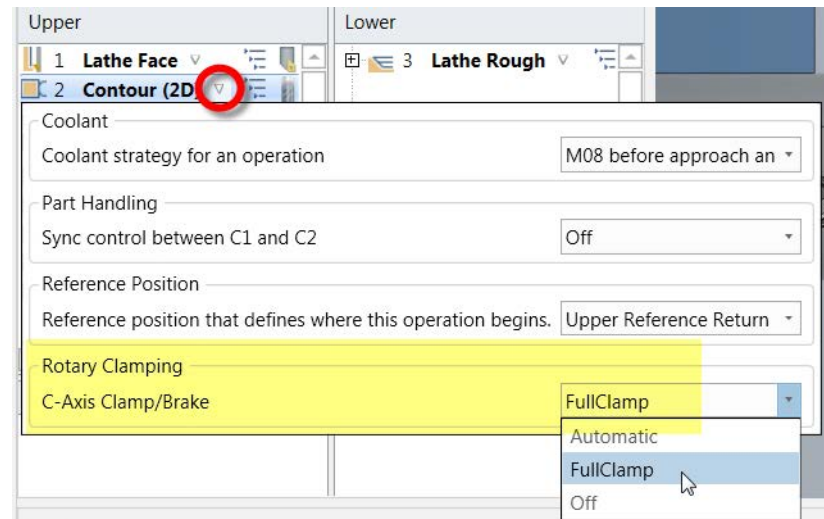 Upper
Lower
1 Lathe Face
3 Lathe Rough
2 Contour (2D)
Coolant
Coolant strategy for an operation
M08 before approach an
Part Handling
Sync control between C1 and C2
Off
Reference Position
Reference position that defines where this operation begins.
Upper Reference Return
Rotary Clamping
C-Axis Clamp/Brake
FullClamp
Automatic
FullClamp
Off